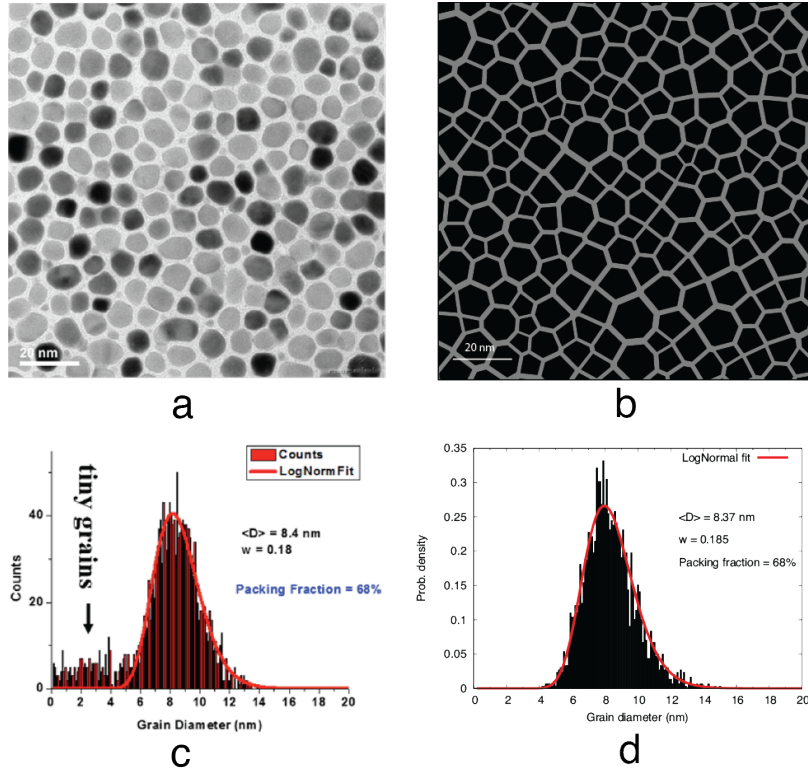 20 nm
a
20 nm
b
tiny grains
Counts
LogNorm Fit
<D> = 8.4 nm
w = 0.18
Packing Fraction = 68%
Counts
40
20
0
0 2 4 6 8 10 12 14 16 18 20
Grain Diameter (nm)
c
0.35
0.3
0.25
0.2
0.15
0.1
0.05
0
LogNormal fit
<D> = 8.37 nm
w = 0.185
Packing fraction = 68%
Prob. density
0 2 4 6 8 10 12 14 16 18 20
Grain diameter (nm)
d